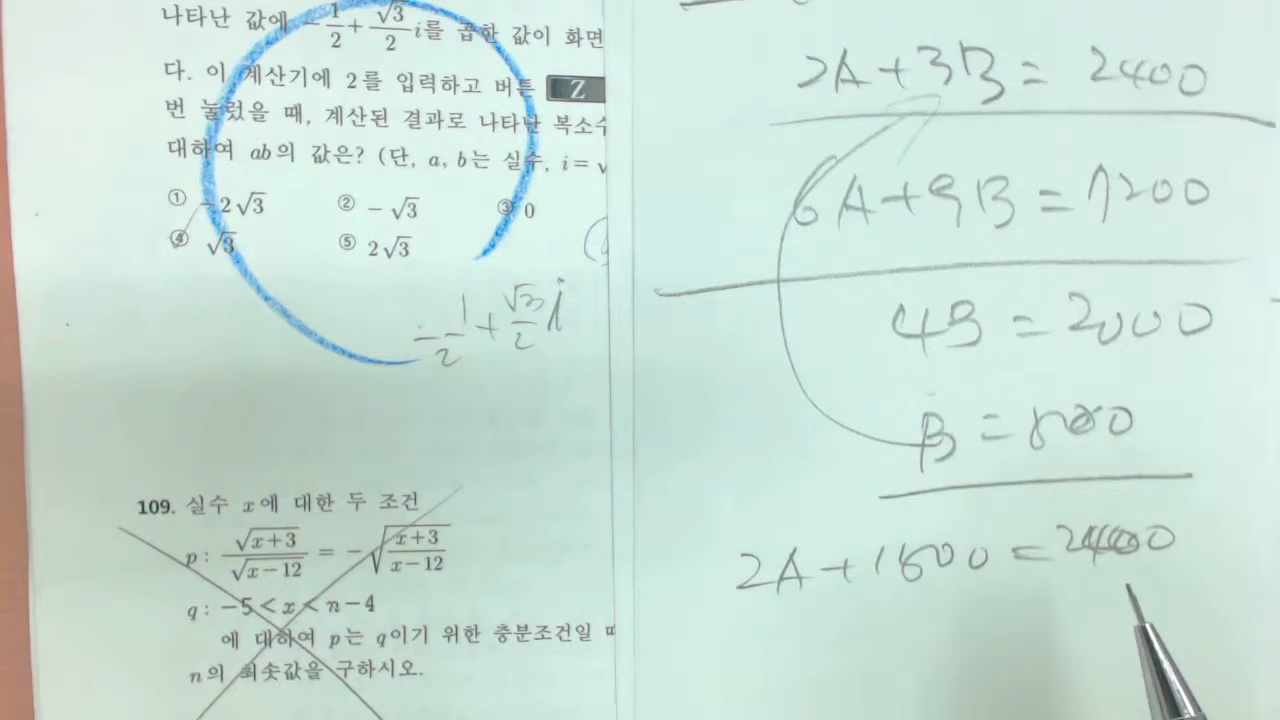 나타난 값에 -1/2+√3/2 i를 곱한 값이 화면
다. 이 계산기에 2를 입력하고 버튼 Z
번 눌렀을 때, 계산된 결과로 나타난 복소수
대하여 ab의 값은? (단, a, b는 실수, i=√
① -2√3 ② -√3 ③ 0
④ √3 ⑤ 2√3
-1/2+√3/2 i
109. 실수 x에 대한 두 조건
p: √(x+3)/√(x-12) = -√((x+3)/(x-12))
q: -5<x<n-4
에 대하여 p는 q이기 위한 충분조건일 때
n의 최솟값을 구하시오.
2A+3B=2400
6A+9B=7200
4B=2000
B=500
2A+1500=2400